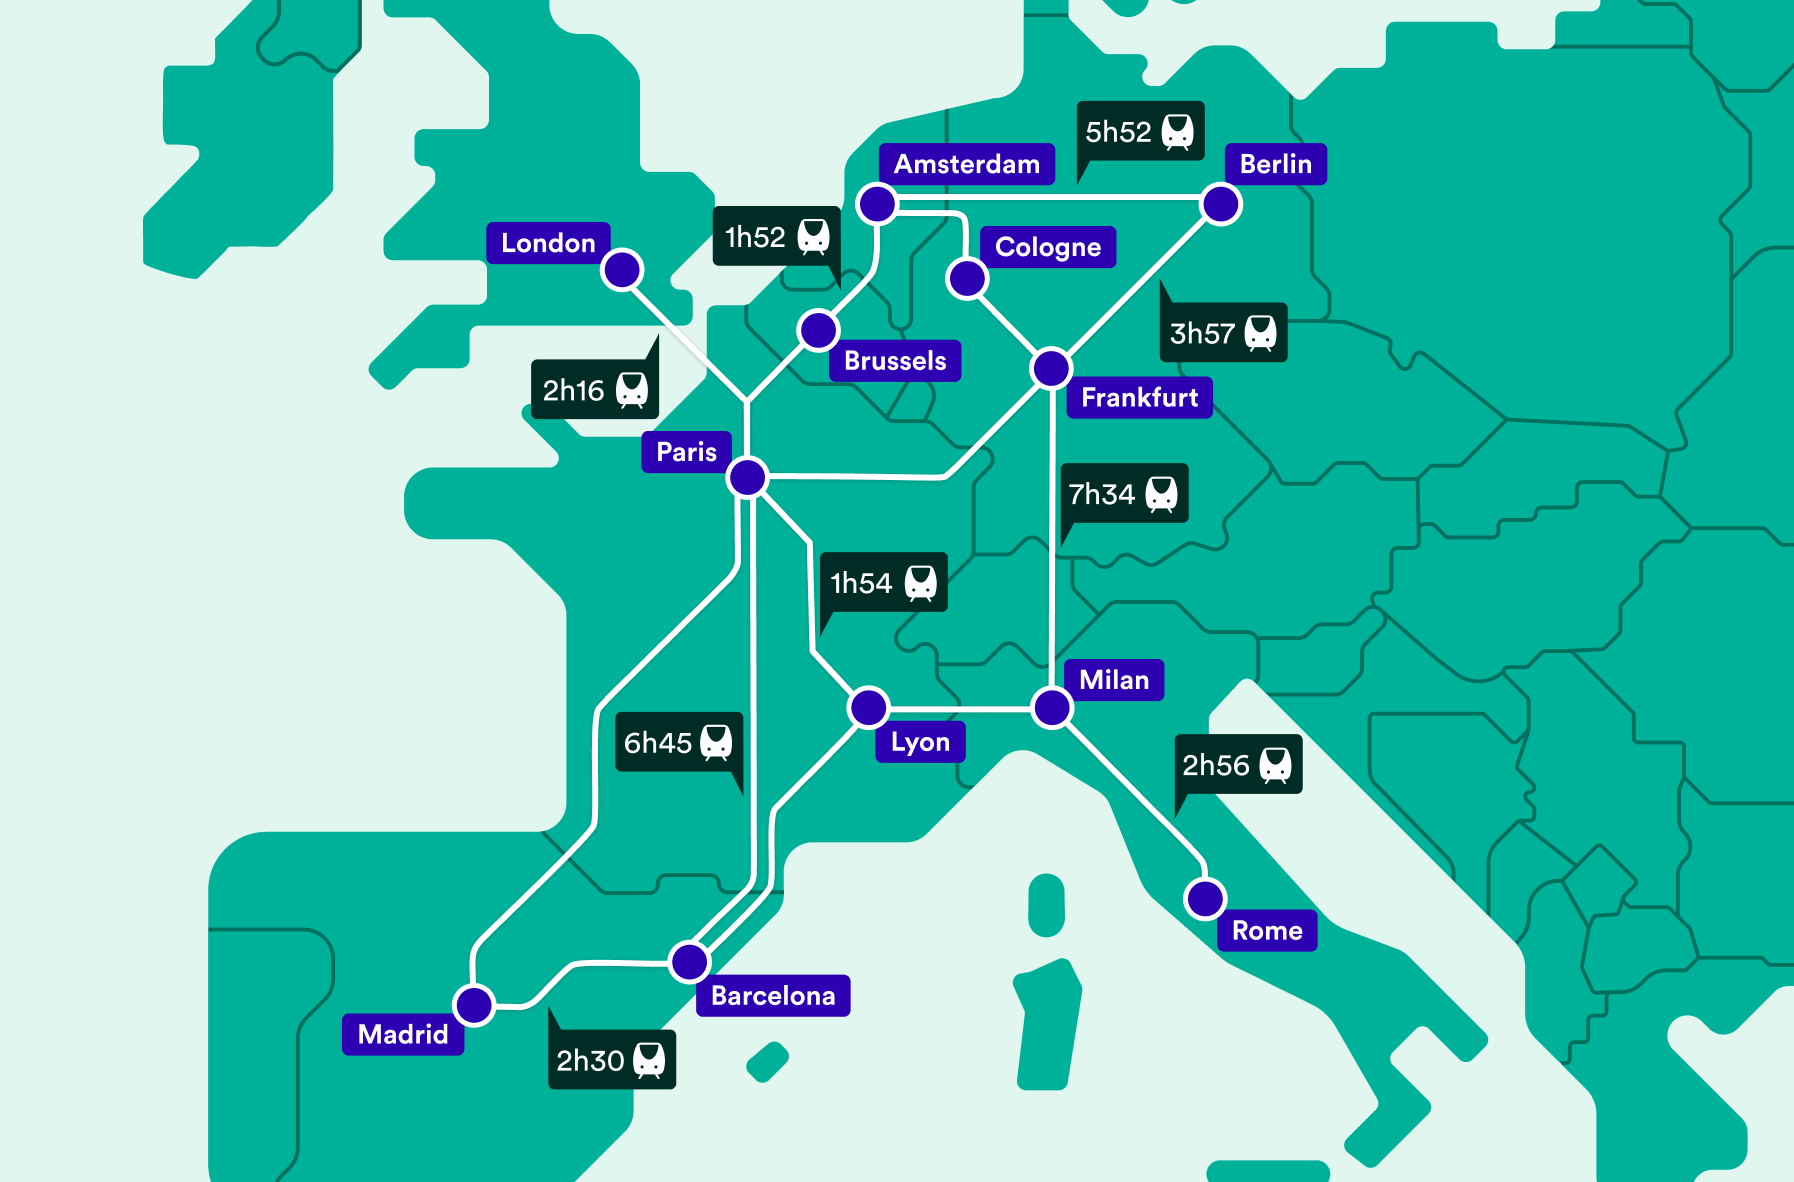 5h52
Amsterdam
Berlin
London
1h52
Cologne
3h57
Brussels
2h16
Frankfurt
Paris
7h34
1h54
Milan
6h45
Lyon
2h56
Rome
Barcelona
Madrid
2h30